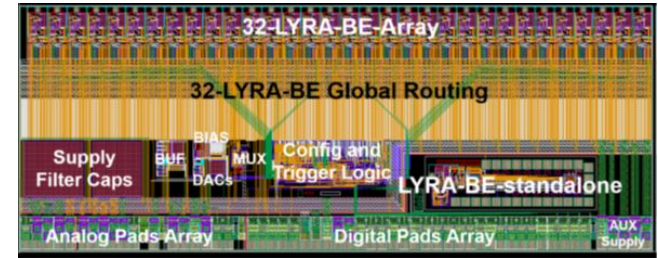 32-LYRA-BE-Array
32-LYRA-BE Global Routing
Supply
Filter Caps
BUF
BIAS
DACs
MUX
Config and
Trigger Logic
LYRA-BE-standalone
Analog Pads Array
Digital Pads Array
AUX
Supply